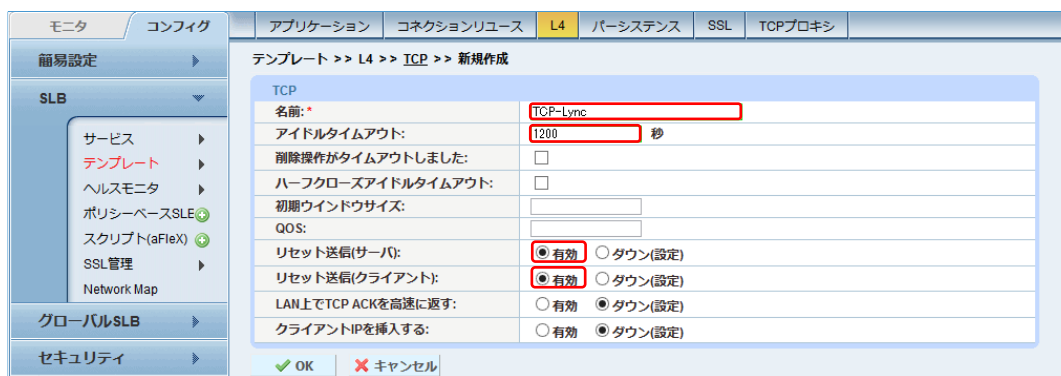 モニタ
コンフィグ
アプリケーション
コネクションリユース
L4
パーシステンス
SSL
TCPプロキシ
簡易設定
SLB
サービス
テンプレート
ヘルスモニタ
ポリシーベースSLE
スクリプト(aFleX)
SSL管理
Network Map
グローバルSLB
セキュリティ
テンプレート >> L4 >> TCP >> 新規作成
TCP
名前: * TCP-Lync
アイドルタイムアウト: 1200 秒
削除操作がタイムアウトしました:
ハーフクローズアイドルタイムアウト:
初期ウインドウサイズ:
QOS:
リセット送信(サーバ): 有効 ダウン(設定)
リセット送信(クライアント): 有効 ダウン(設定)
LAN上でTCP ACKを高速に返す: 有効 ダウン(設定)
クライアントIPを挿入する: 有効 ダウン(設定)
OK キャンセル